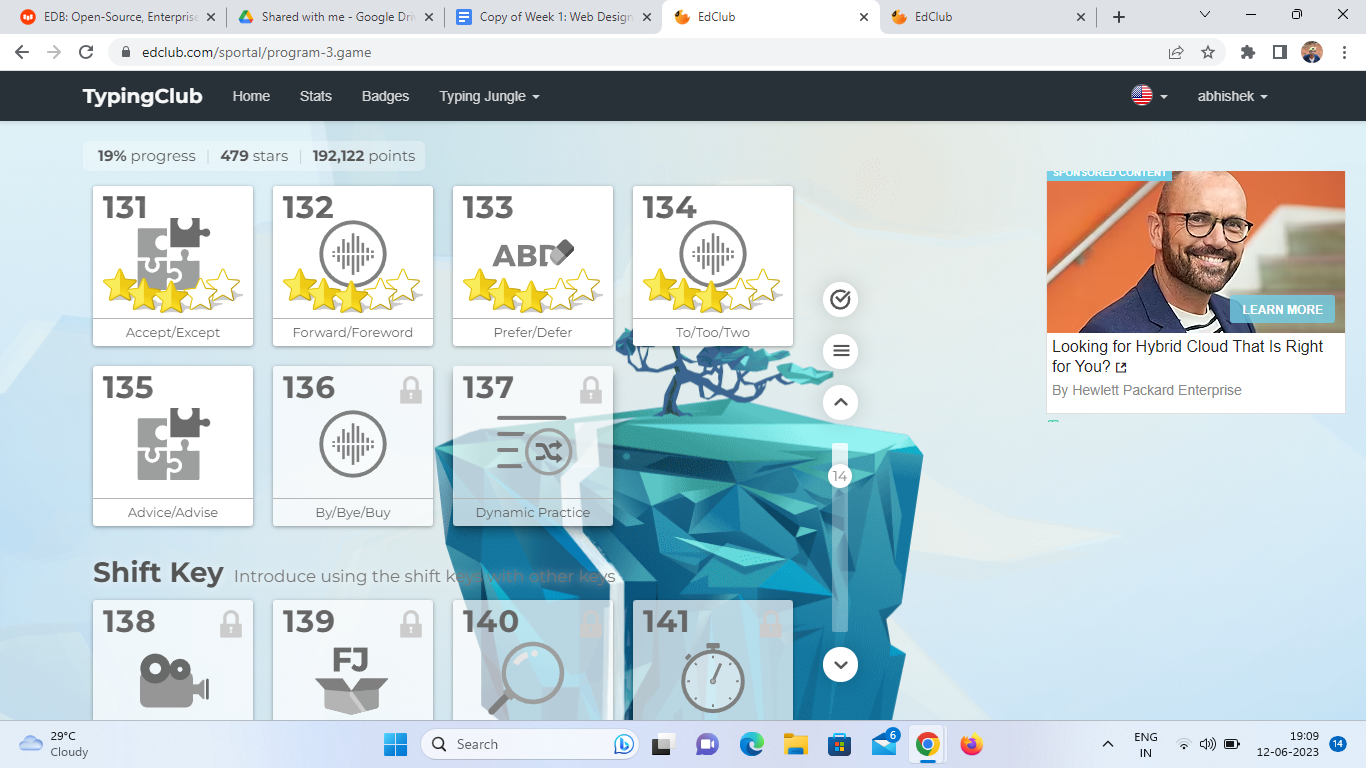 EDB: Open-Source, Enterprise
Shared with me - Google Driv
Copy of Week 1: Web Design
EdClub
EdClub
edclub.com/sportal/program-3.game
TypingClub Home Stats Badges Typing Jungle abhishek
19% progress 479 stars 192,122 points
SPONSORED CONTENT
131 132 133 134
ABD
Accept/Except Forward/Foreword Prefer/Defer To/Too/Two
LEARN MORE
Looking for Hybrid Cloud That Is Right
for You?
By Hewlett Packard Enterprise
135 136 137
14
Advice/Advise By/Bye/Buy Dynamic Practice
Shift Key Introduce using the shift keys with other keys
138 139 140 141
FJ
29°C
Cloudy
Search
6
ENG
IN
19:09
12-06-2023
14